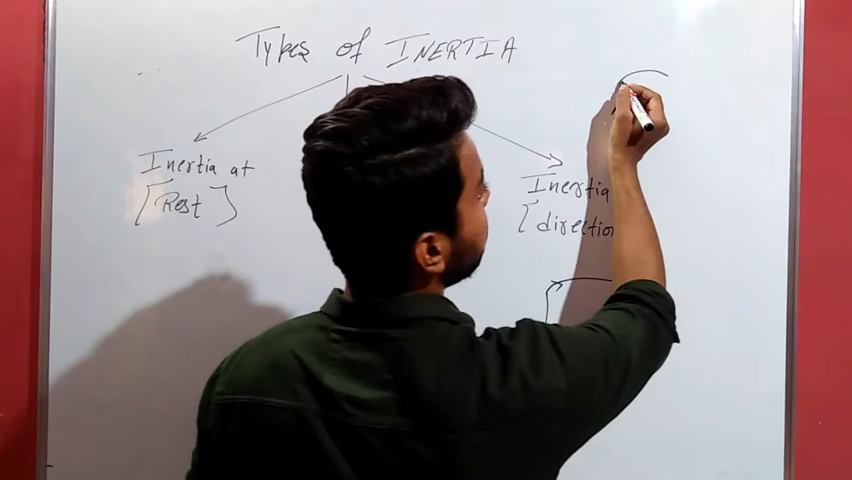 Types of INERTIA
Inertia at
[Rest]
Inertia
[direction